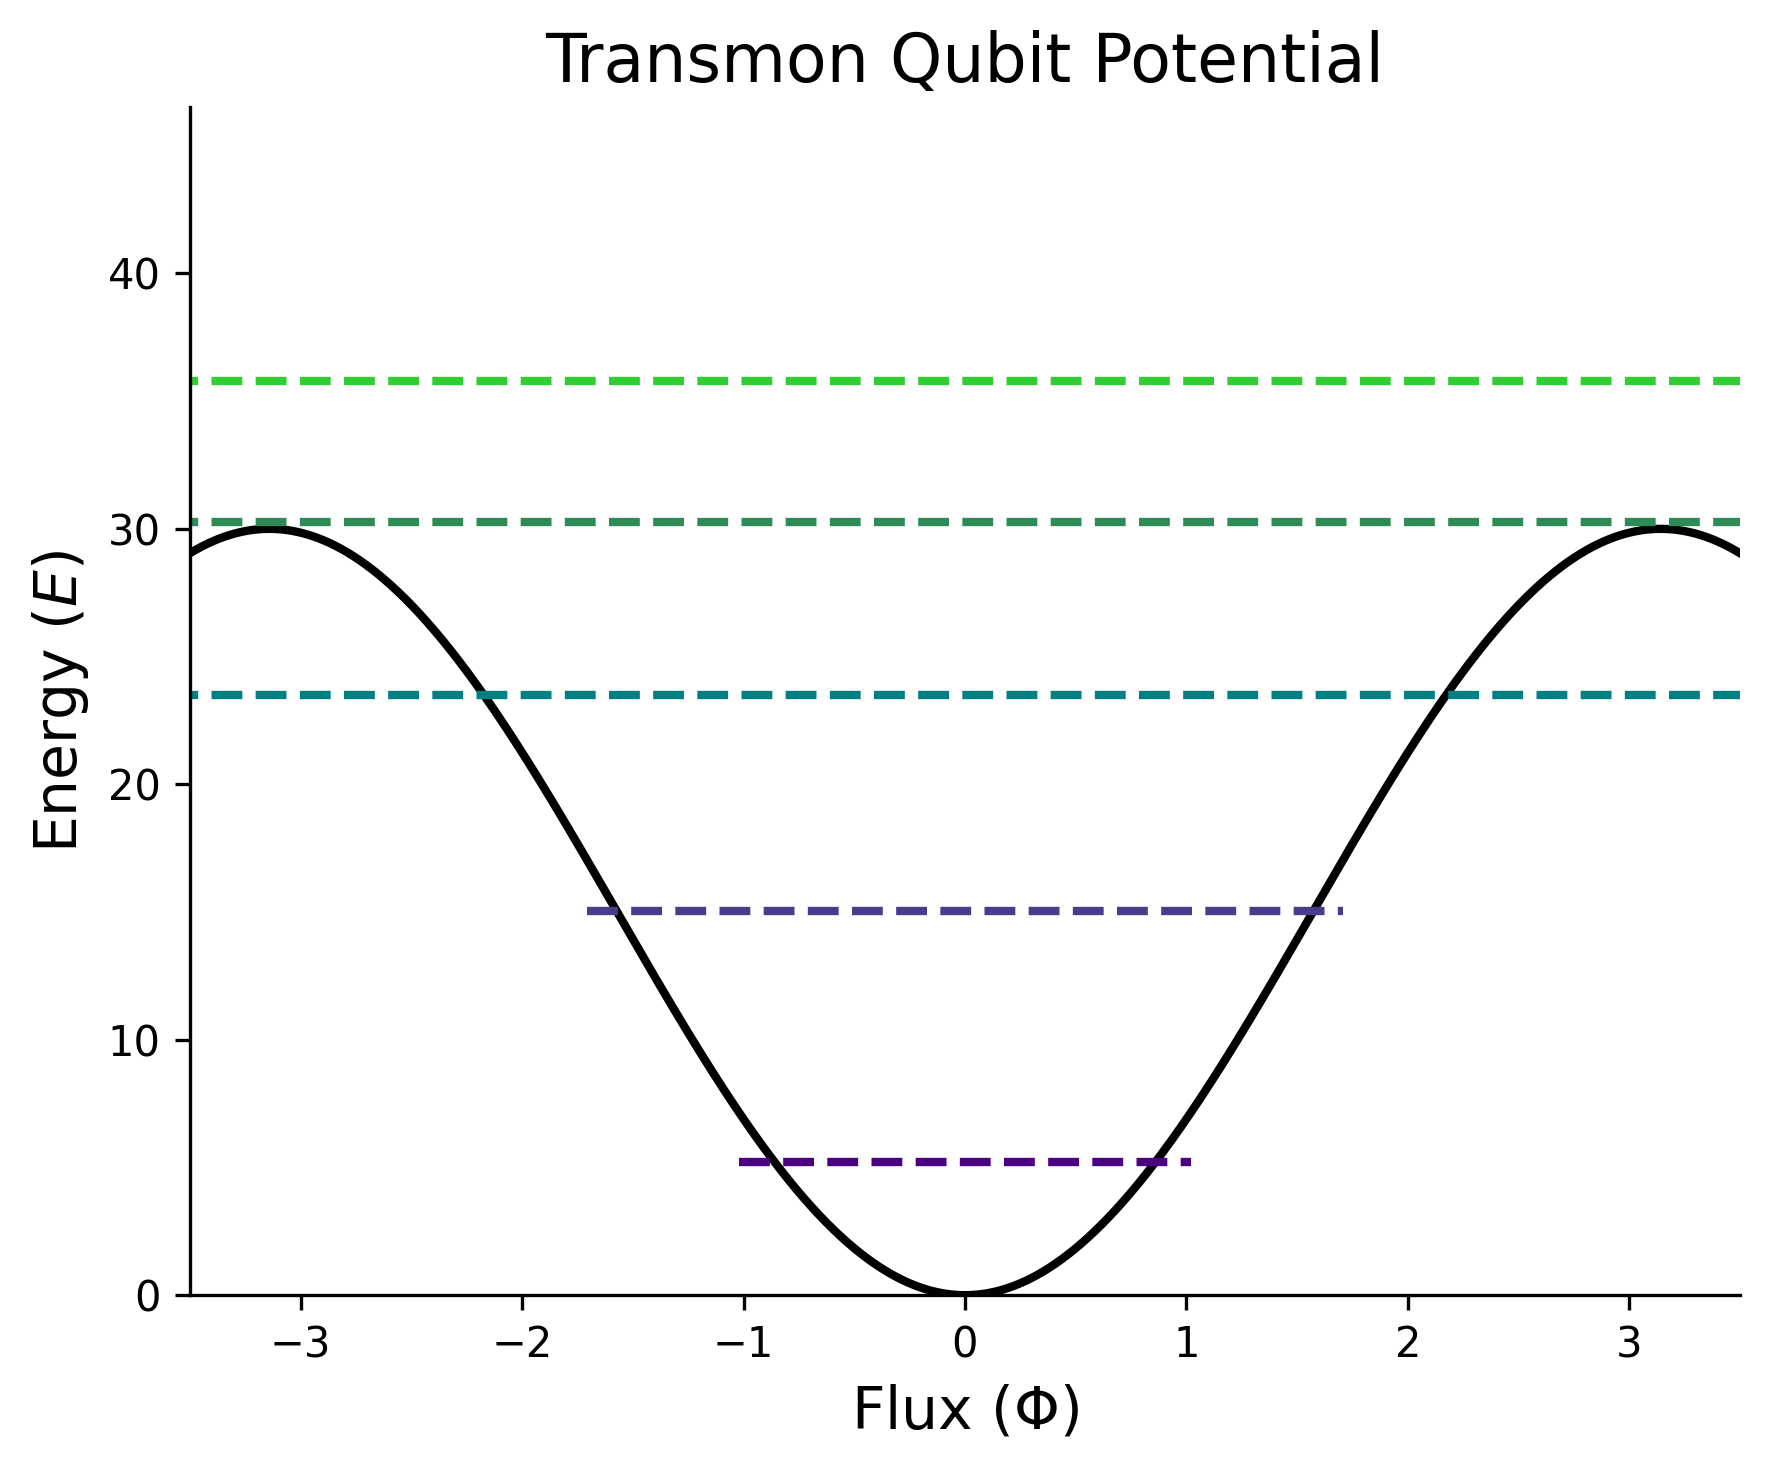 Transmon Qubit Potential
Energy (E)
40
30
20
10
0
−3 −2 −1 0 1 2 3
Flux (Φ)